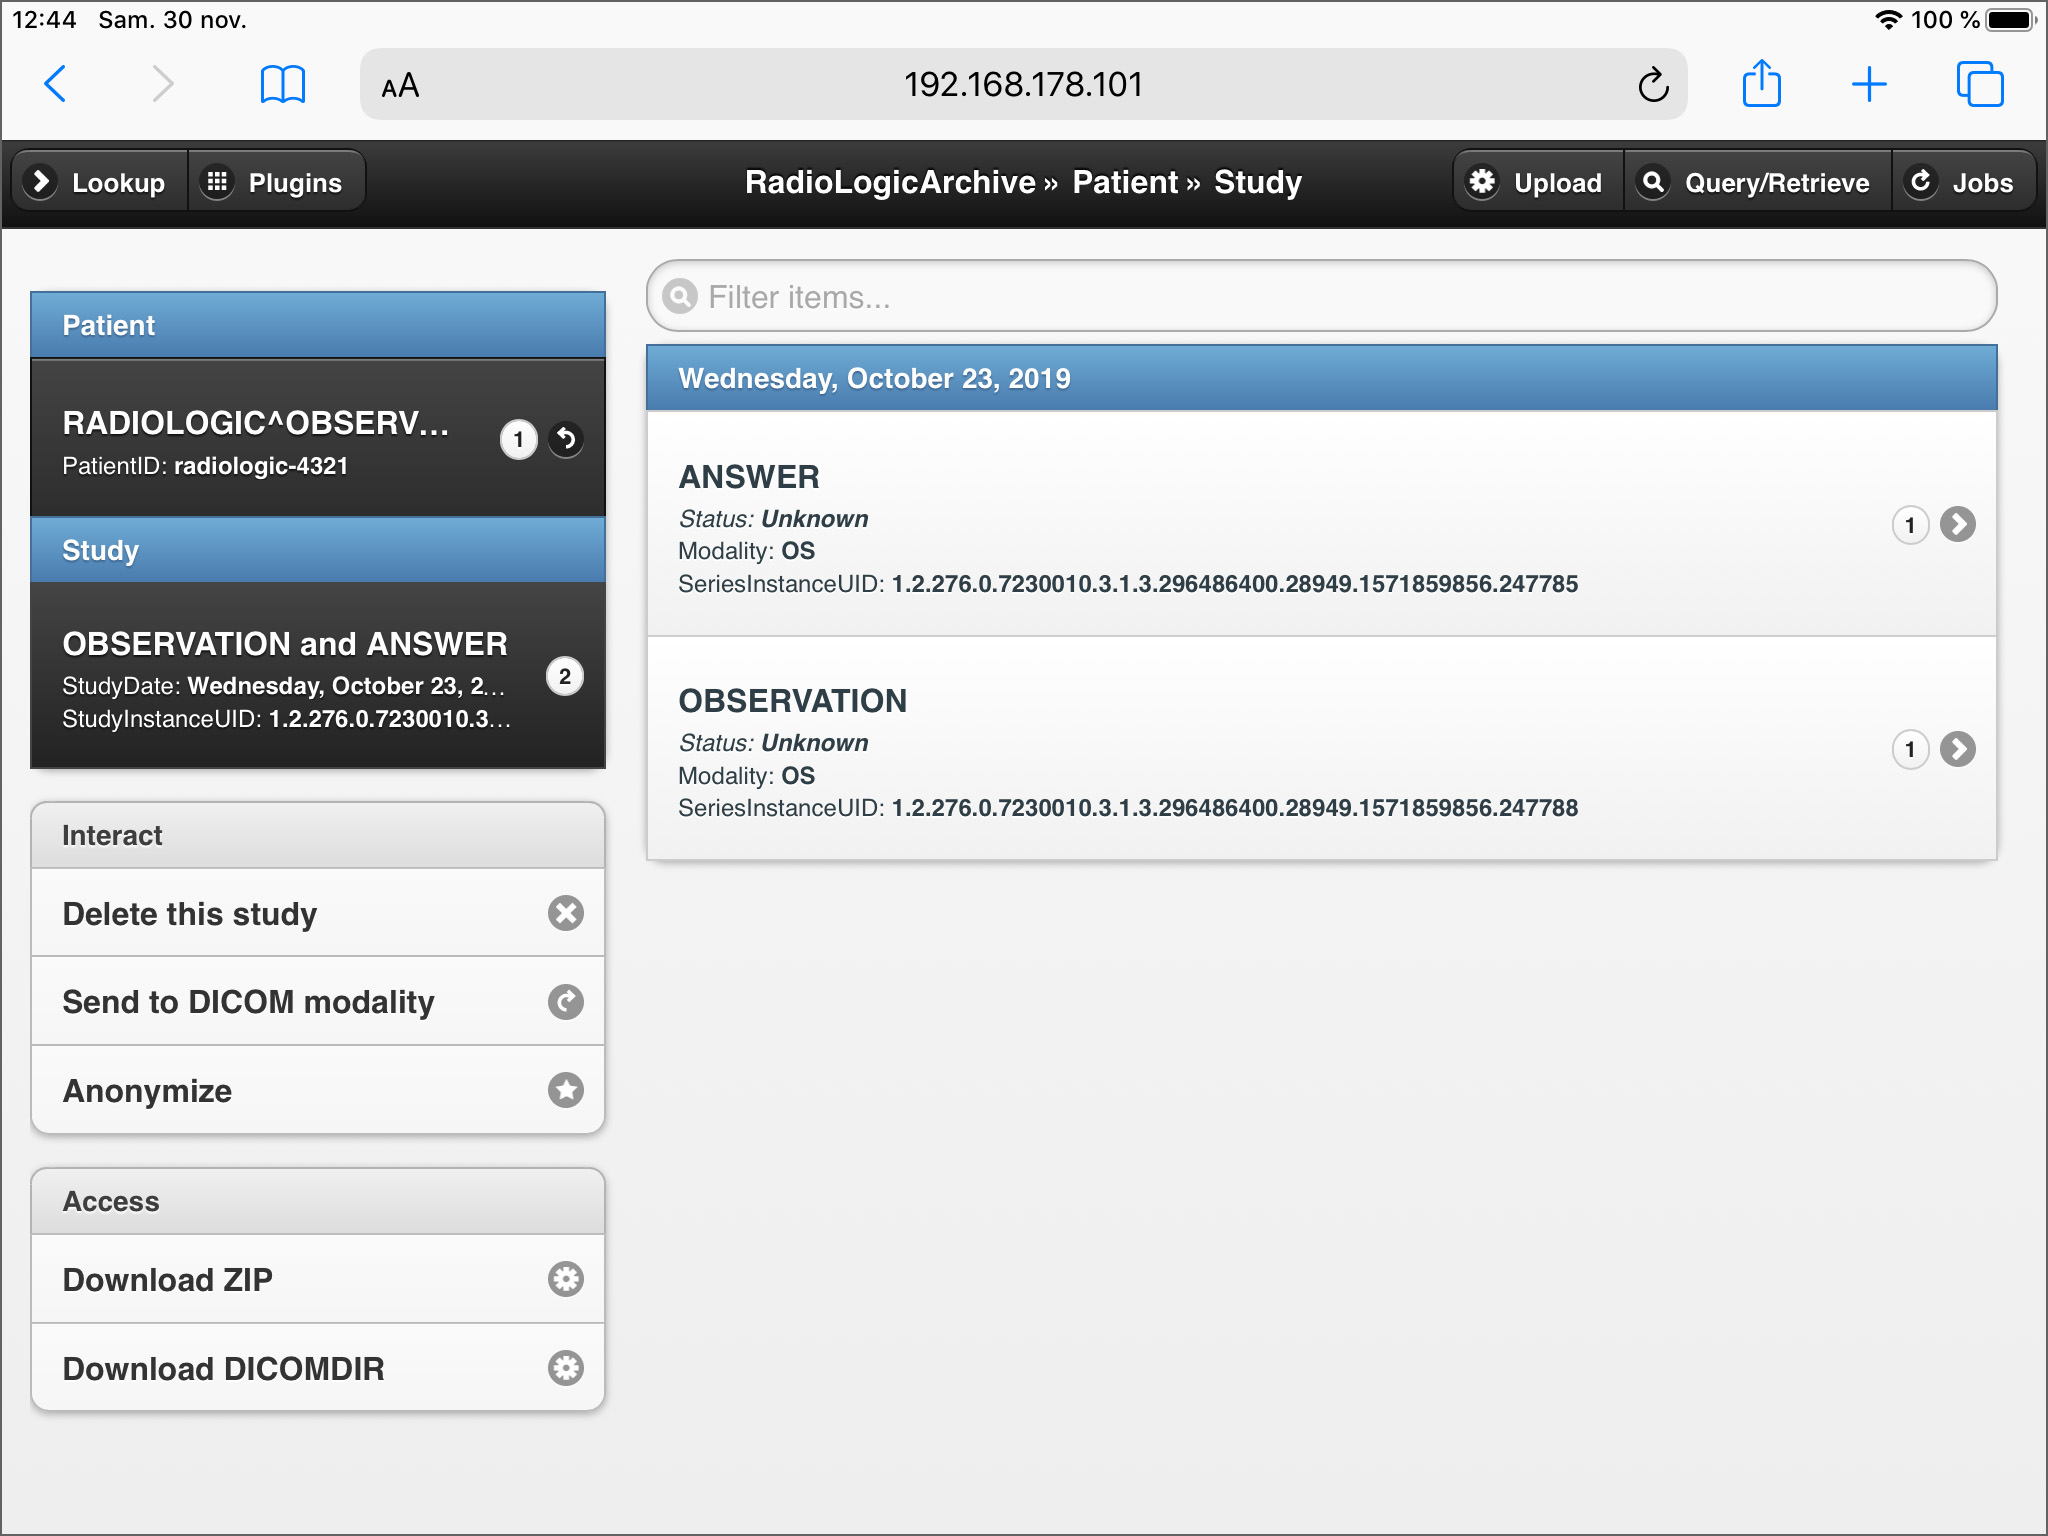 12:44 Sam. 30 nov. 100 %
AA 192.168.178.101
Lookup Plugins RadioLogicArchive » Patient » Study Upload Query/Retrieve Jobs
Patient
RADIOLOGIC^OBSERV...
PatientID: radiologic-4321
1
Study
OBSERVATION and ANSWER
StudyDate: Wednesday, October 23, 2...
StudyInstanceUID: 1.2.276.0.7230010.3...
2
Interact
Delete this study
Send to DICOM modality
Anonymize
Access
Download ZIP
Download DICOMDIR
Filter items...
Wednesday, October 23, 2019
ANSWER
Status: Unknown
Modality: OS
SeriesInstanceUID: 1.2.276.0.7230010.3.1.3.296486400.28949.1571859856.247785
1
OBSERVATION
Status: Unknown
Modality: OS
SeriesInstanceUID: 1.2.276.0.7230010.3.1.3.296486400.28949.1571859856.247788
1